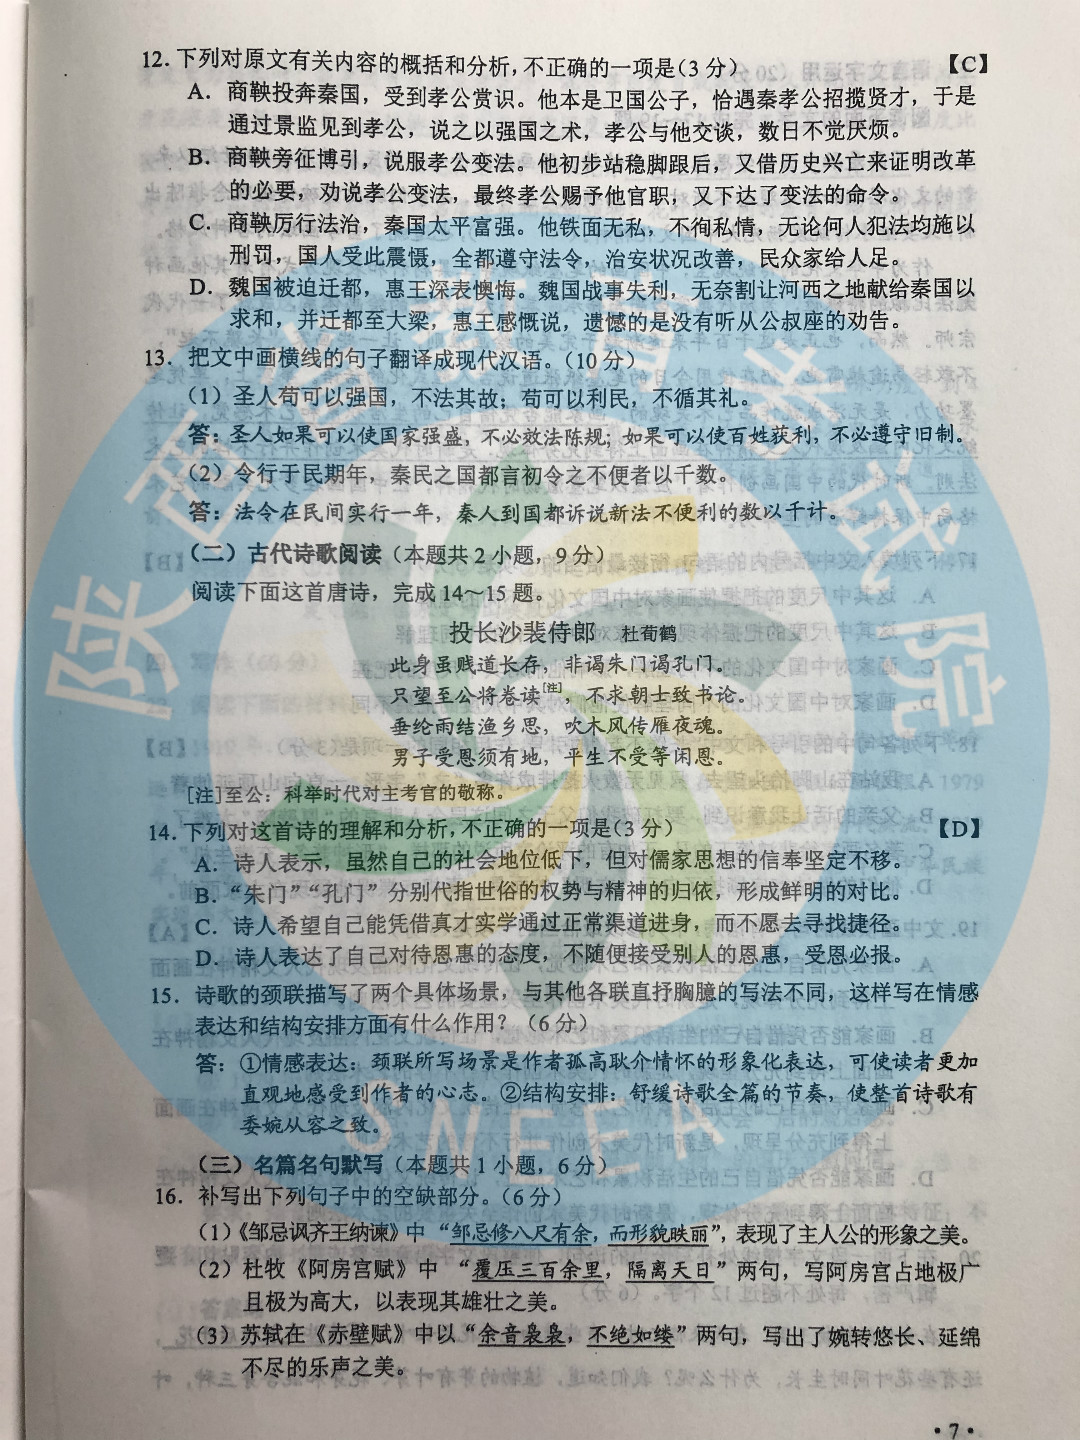 12. 下列对原文有关内容的概括和分析,不正确的一项是(3 分) 【C】
A. 商鞅投奔秦国，受到孝公赏识。他本是卫国公子，恰遇秦孝公招揽贤才，于是
通过景监见到孝公，说之以强国之术，孝公与他交谈，数日不觉厌烦。
B. 商鞅旁征博引，说服孝公变法。他初步站稳脚跟后，又借历史兴亡来证明改革
的必要，劝说孝公变法，最终孝公赐予他官职，又下达了变法的命令。
C. 商鞅厉行法治，秦国太平富强。他铁面无私，不徇私情，无论何人犯法均施以
刑罚，国人受此震慑，全都遵守法令，治安状况改善，民众家给人足。
D. 魏国被迫迁都，惠王深表懊悔。魏国战事失利，无奈割让河西之地献给秦国以
求和，并迁都至大梁，惠王感慨说，遗憾的是没有听从公叔座的劝告。
13. 把文中画横线的句子翻译成现代汉语。（10 分）
（1）圣人苟可以强国，不法其故；苟可以利民，不循其礼。
答：圣人如果可以使国家强盛，不必效法陈规；如果可以使百姓获利，不必遵守旧制。
（2）令行于民期年，秦民之国都言初令之不便者以千数。
答：法令在民间实行一年，秦人到国都诉说新法不便利的数以千计。
（二）古代诗歌阅读（本题共 2 小题，9 分）
阅读下面这首唐诗，完成 14～15 题。
投长沙裴侍郎 杜荀鹤
此身虽贱道长存，非谒朱门谒孔门。
只望至公将卷读[注]，不求朝士致书论。
垂纶雨结渔乡思，吹木风传雁夜魂。
男子受恩须有地，平生不受等闲恩。
[注]至公：科举时代对主考官的敬称。
14. 下列对这首诗的理解和分析,不正确的一项是(3 分) 【D】
A. 诗人表示，虽然自己的社会地位低下，但对儒家思想的信奉坚定不移。
B. “朱门”“孔门”分别代指世俗的权势与精神的归依，形成鲜明的对比。
C. 诗人希望自己能凭借真才实学通过正常渠道进身，而不愿去寻找捷径。
D. 诗人表达了自己对待恩惠的态度，不随便接受别人的恩惠，受恩必报。
15. 诗歌的颈联描写了两个具体场景，与其他各联直抒胸臆的写法不同，这样写在情感
表达和结构安排方面有什么作用？（6 分）
答：①情感表达：颈联所写场景是作者孤高耿介情怀的形象化表达，可使读者更加
直观地感受到作者的心志。②结构安排：舒缓诗歌全篇的节奏，使整首诗歌有
委婉从容之致。
（三）名篇名句默写（本题共 1 小题，6 分）
16. 补写出下列句子中的空缺部分。（6 分）
（1）《邹忌讽齐王纳谏》中“邹忌修八尺有余，而形貌昳丽”，表现了主人公的形象之美。
（2）杜牧《阿房宫赋》中“覆压三百余里，隔离天日”两句，写阿房宫占地极广
且极为高大，以表现其雄壮之美。
（3）苏轼在《赤壁赋》中以“余音袅袅，不绝如缕”两句，写出了婉转悠长、延绵
不尽的乐声之美。
·7·
陕西省教育考试院
SNEEA